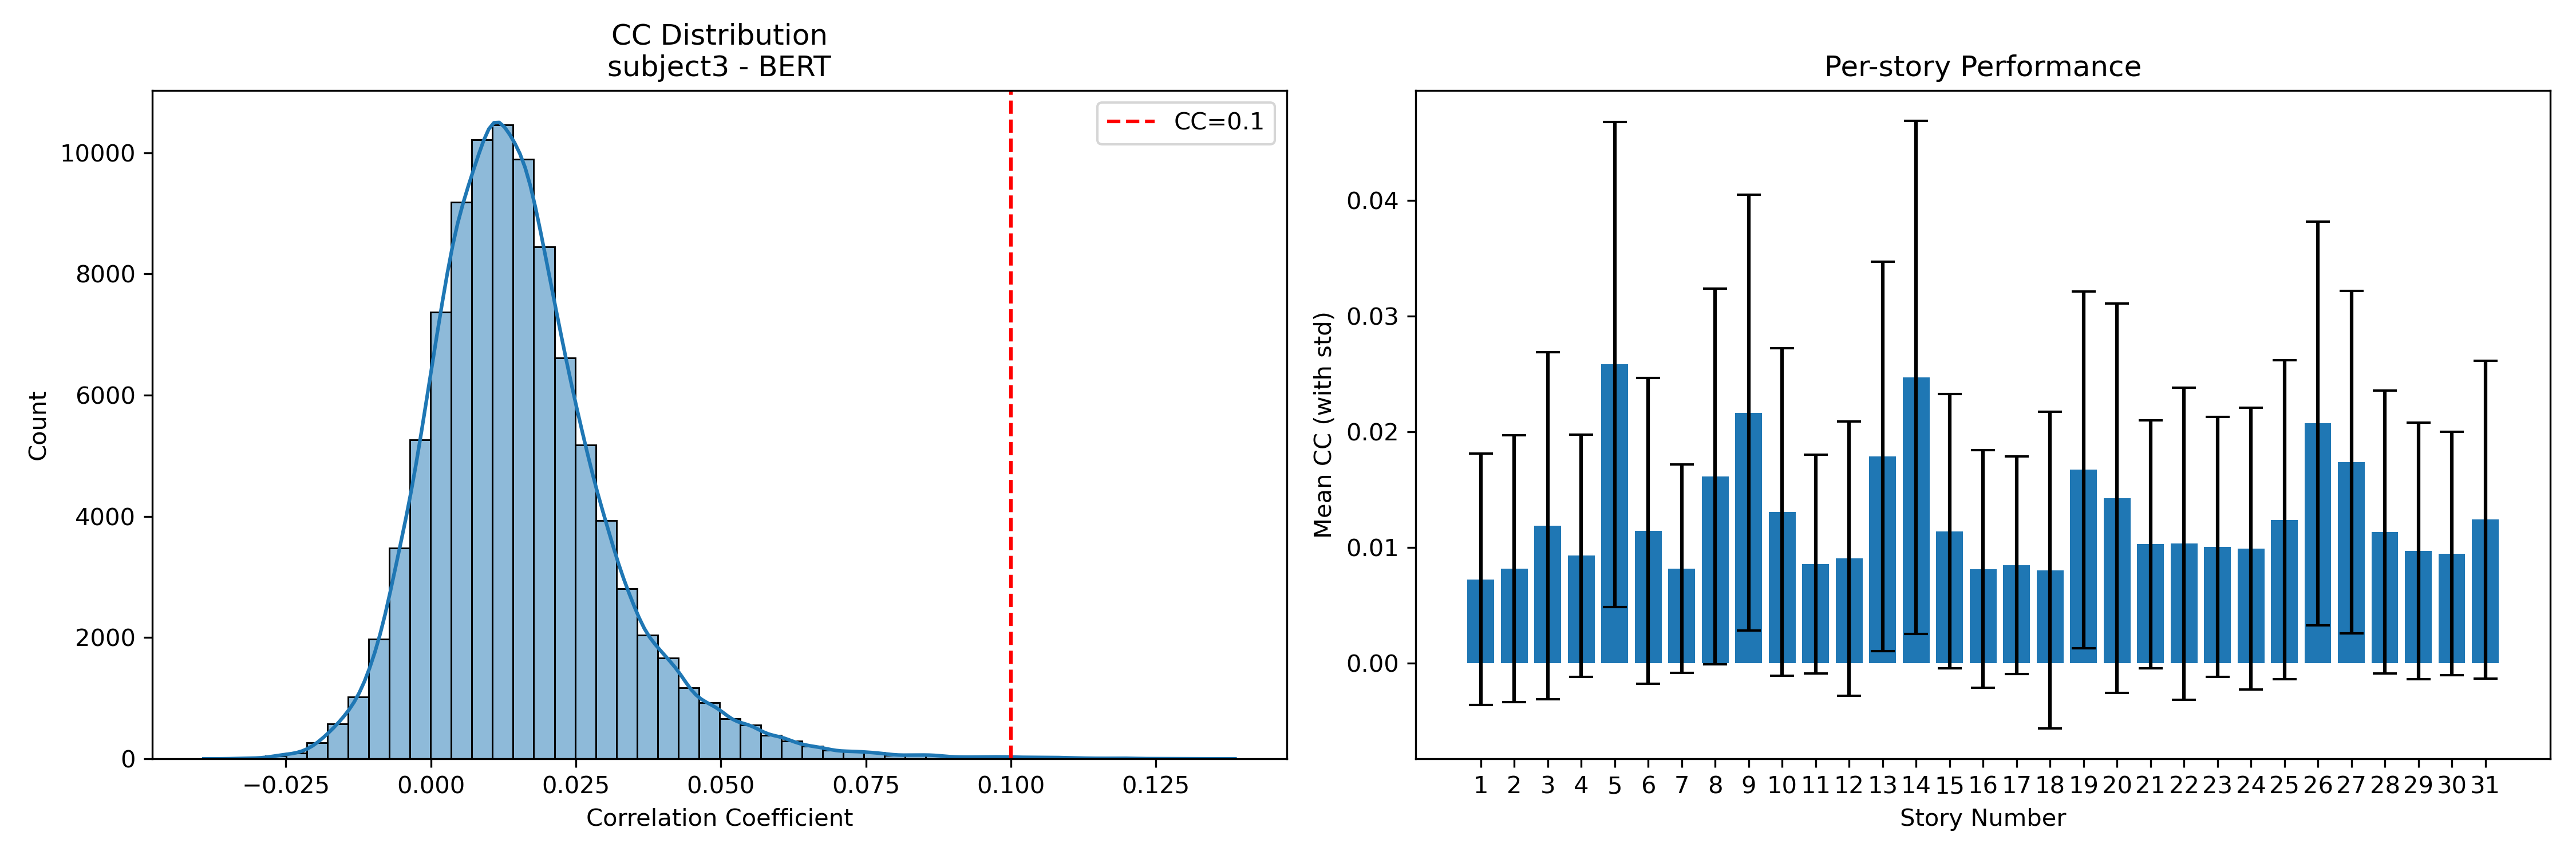 CC Distribution
subject3 - BERT
CC=0.1
Count
10000
8000
6000
4000
2000
0
−0.025
0.000
0.025
0.050
0.075
0.100
0.125
Correlation Coefficient
Per-story Performance
Mean CC (with std)
0.04
0.03
0.02
0.01
0.00
1 2 3 4 5 6 7 8 9 10 11 12 13 14 15 16 17 18 19 20 21 22 23 24 25 26 27 28 29 30 31
Story Number